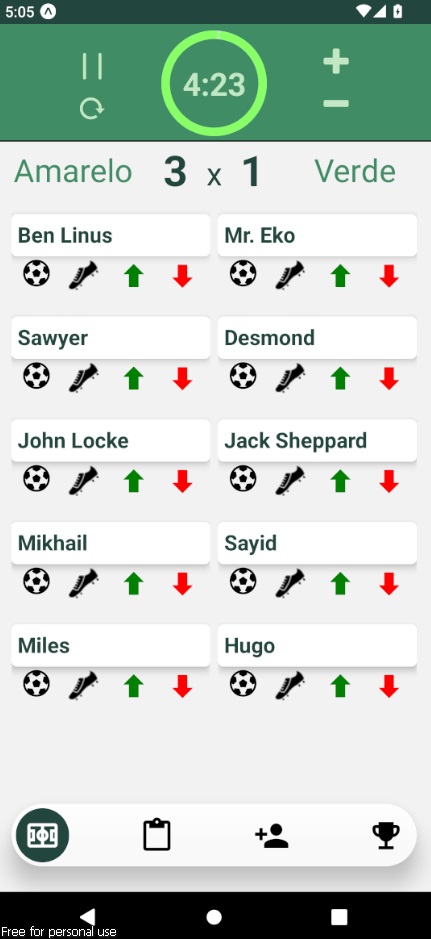 5:05
4:23
Amarelo 3 x 1 Verde
Ben Linus Mr. Eko
Sawyer Desmond
John Locke Jack Sheppard
Mikhail Sayid
Miles Hugo
Free for personal use